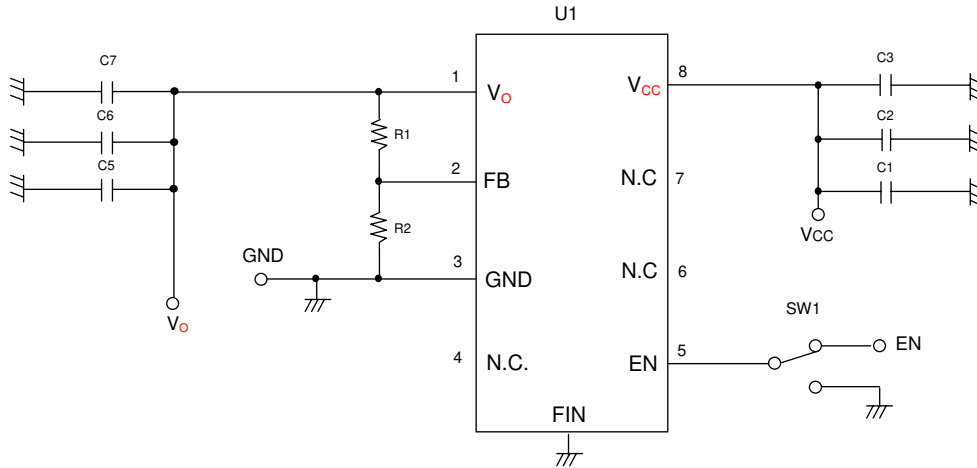 U1
C7
C6
C5
1
VO
R1
2
FB
R2
GND
3
GND
4
N.C.
FIN
VO
8
VCC
C3
C2
C1
VCC
N.C
7
N.C
6
SW1
5
EN
EN